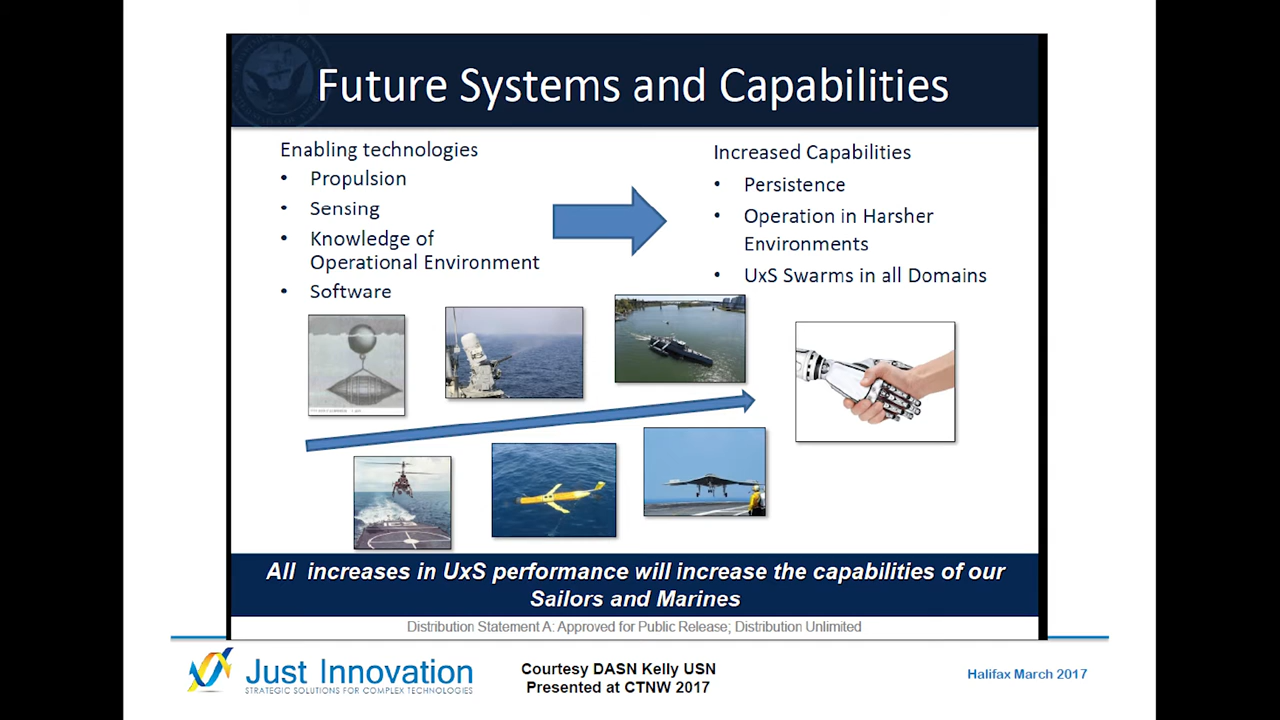 Future Systems and Capabilities
Enabling technologies
• Propulsion
• Sensing
• Knowledge of
Operational Environment
• Software
Increased Capabilities
• Persistence
• Operation in Harsher
Environments
• UxS Swarms in all Domains
All increases in UxS performance will increase the capabilities of our
Sailors and Marines
Distribution Statement A: Approved for Public Release; Distribution Unlimited
Just Innovation
STRATEGIC SOLUTIONS FOR COMPLEX TECHNOLOGIES
Courtesy DASN Kelly USN
Presented at CTNW 2017
Halifax March 2017